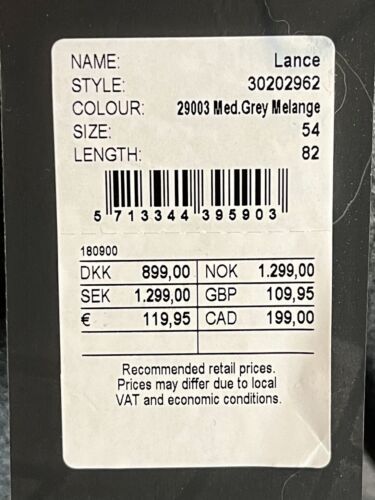 NAME: Lance
STYLE: 30202962
COLOUR: 29003 Med.Grey Melange
SIZE: 54
LENGTH: 82
5 713344 395903
180900
DKK 899,00 NOK 1.299,00
SEK 1.299,00 GBP 109,95
€ 119,95 CAD 199,00
Recommended retail prices.
Prices may differ due to local
VAT and economic conditions.